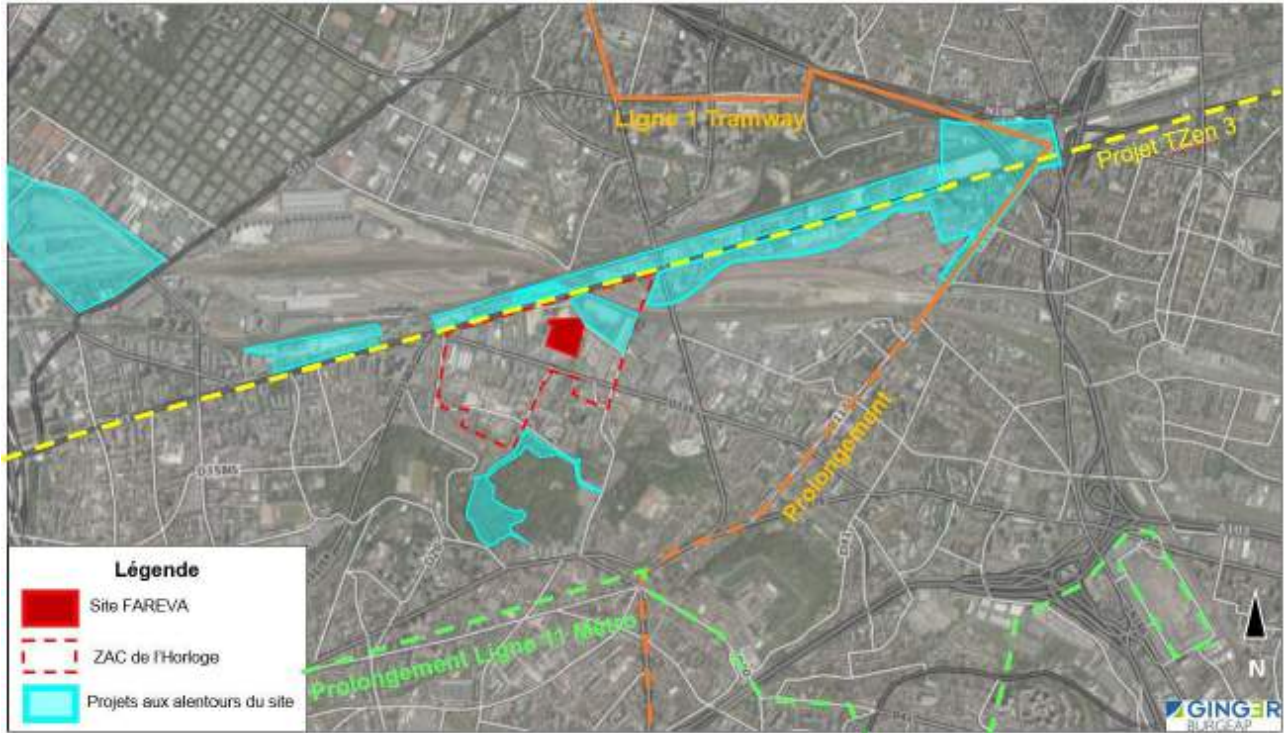 Ligne 1 Tramway
Projet TZen 3
Prolongement
Prolongement Ligne 11 Métro
Légende
Site FAREVA
ZAC de l'Horloge
Projets aux alentours du site
N
GINGER
BURGEAP